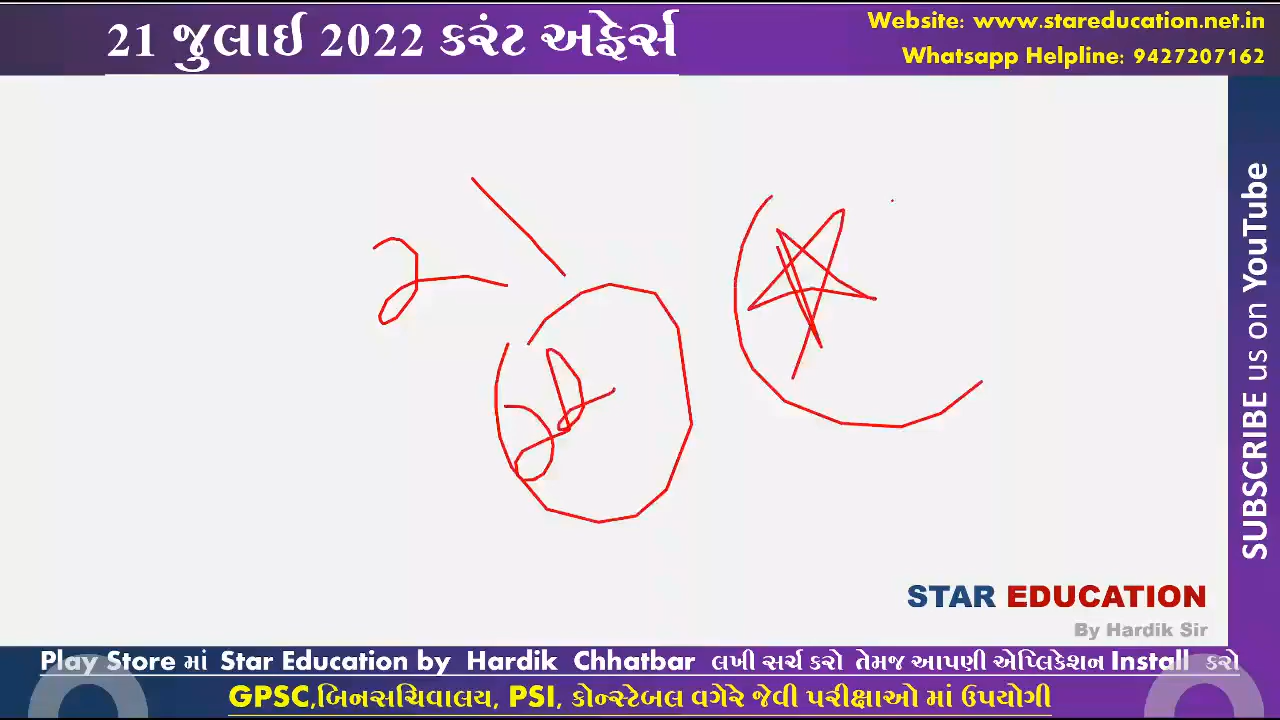 21 જુલાઈ 2022 કરંટ અફેર્સ
Website: www.stareducation.net.in
Whatsapp Helpline: 9427207162
SUBSCRIBE us on YouTube
STAR EDUCATION
By Hardik Sir
Play Store માં Star Education by Hardik Chhatbar લખી સર્ચ કરો તેમજ આપણી એપ્લિકેશન Install કરો
GPSC,બિનસચિવાલય, PSI, કોન્સ્ટેબલ વગેરે જેવી પરીક્ષાઓ માં ઉપયોગી